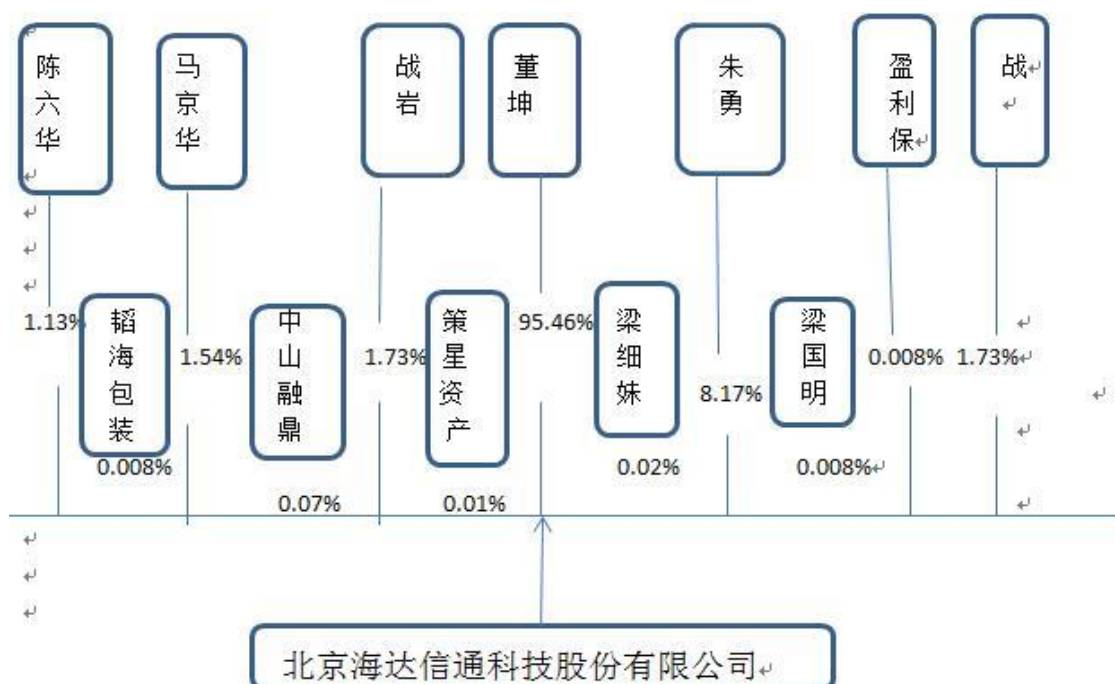 陈六华
马京华
战岩
董坤
朱勇
盈利保
战
1.13%
韬海包装
0.008%
1.54%
中山融鼎
0.07%
1.73%
策星资产
0.01%
95.46%
梁细妹
0.02%
8.17%
梁国明
0.008%
0.008%
1.73%
北京海达信通科技股份有限公司